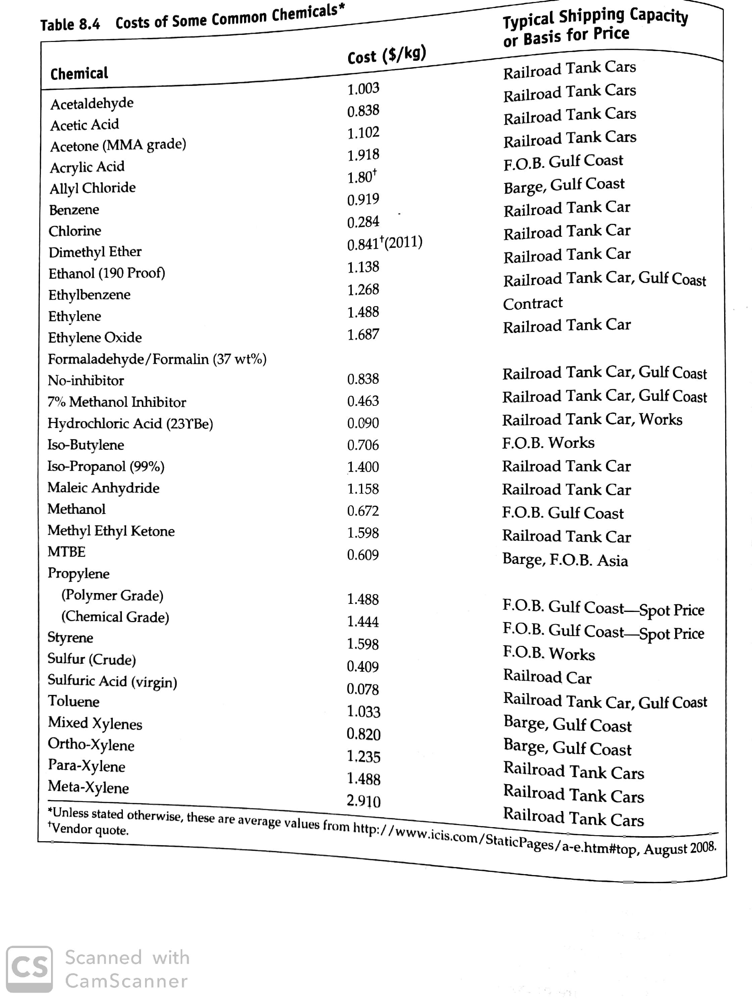 Table 8.4 Costs of Some Common Chemicals*
Chemical Cost ($/kg) Typical Shipping Capacity
or Basis for Price
Acetaldehyde 1.003 Railroad Tank Cars
Acetic Acid 0.838 Railroad Tank Cars
Acetone (MMA grade) 1.102 Railroad Tank Cars
Acrylic Acid 1.918 Railroad Tank Cars
Allyl Chloride 1.80† F.O.B. Gulf Coast
Benzene 0.919 Barge, Gulf Coast
Chlorine 0.284 Railroad Tank Car
Dimethyl Ether 0.841†(2011) Railroad Tank Car
Ethanol (190 Proof) 1.138 Railroad Tank Car
Ethylbenzene 1.268 Railroad Tank Car, Gulf Coast
Ethylene 1.488 Contract
Ethylene Oxide 1.687 Railroad Tank Car
Formaladehyde/Formalin (37 wt%)
No-inhibitor 0.838 Railroad Tank Car, Gulf Coast
7% Methanol Inhibitor 0.463 Railroad Tank Car, Gulf Coast
Hydrochloric Acid (23ϒBe) 0.090 Railroad Tank Car, Works
Iso-Butylene 0.706 F.O.B. Works
Iso-Propanol (99%) 1.400 Railroad Tank Car
Maleic Anhydride 1.158 Railroad Tank Car
Methanol 0.672 F.O.B. Gulf Coast
Methyl Ethyl Ketone 1.598 Railroad Tank Car
MTBE 0.609 Barge, F.O.B. Asia
Propylene
(Polymer Grade) 1.488 F.O.B. Gulf Coast—Spot Price
(Chemical Grade) 1.444 F.O.B. Gulf Coast—Spot Price
Styrene 1.598 F.O.B. Works
Sulfur (Crude) 0.409 Railroad Car
Sulfuric Acid (virgin) 0.078 Railroad Tank Car, Gulf Coast
Toluene 1.033 Barge, Gulf Coast
Mixed Xylenes 0.820 Barge, Gulf Coast
Ortho-Xylene 1.235 Railroad Tank Cars
Para-Xylene 1.488 Railroad Tank Cars
Meta-Xylene 2.910 Railroad Tank Cars
*Unless stated otherwise, these are average values from http://www.icis.com/StaticPages/a-e.htm#top, August 2008.
†Vendor quote.
CS Scanned with
CamScanner